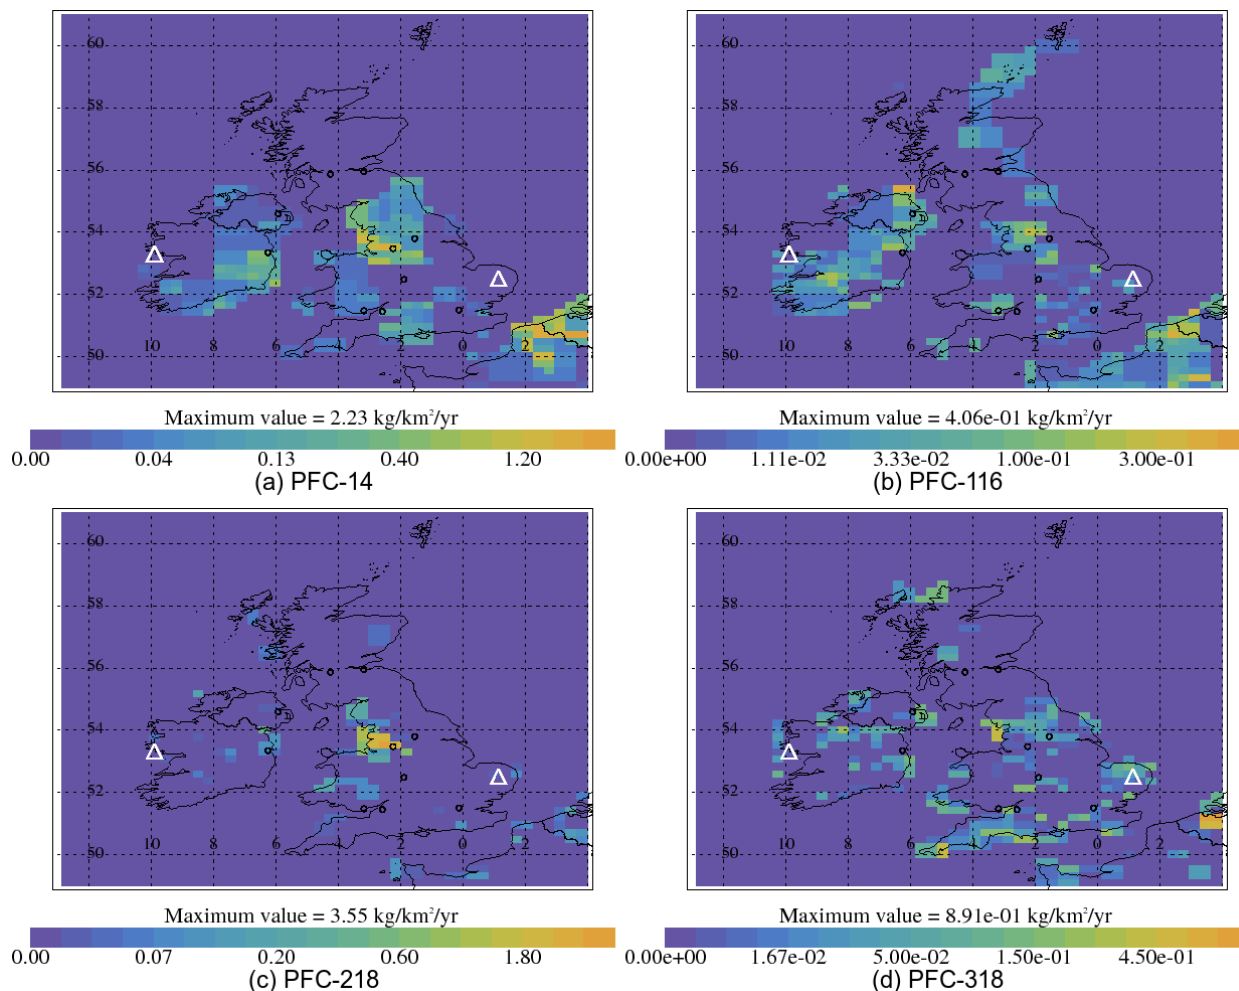 60
60
58
58
56
56
54
54
52
52
50
50
10 8 6 4 2 0 2
10 8 6 4 2 0 2
Maximum value = 2.23 kg/km²/yr
Maximum value = 4.06e-01 kg/km²/yr
0.00 0.04 0.13 0.40 1.20
0.00e+00 1.11e-02 3.33e-02 1.00e-01 3.00e-01
(a) PFC-14
(b) PFC-116
60
60
58
58
56
56
54
54
52
52
50
50
10 8 6 4 2 0 2
10 8 6 4 2 0 2
Maximum value = 3.55 kg/km²/yr
Maximum value = 8.91e-01 kg/km²/yr
0.00 0.07 0.20 0.60 1.80
0.00e+00 1.67e-02 5.00e-02 1.50e-01 4.50e-01
(c) PFC-218
(d) PFC-318